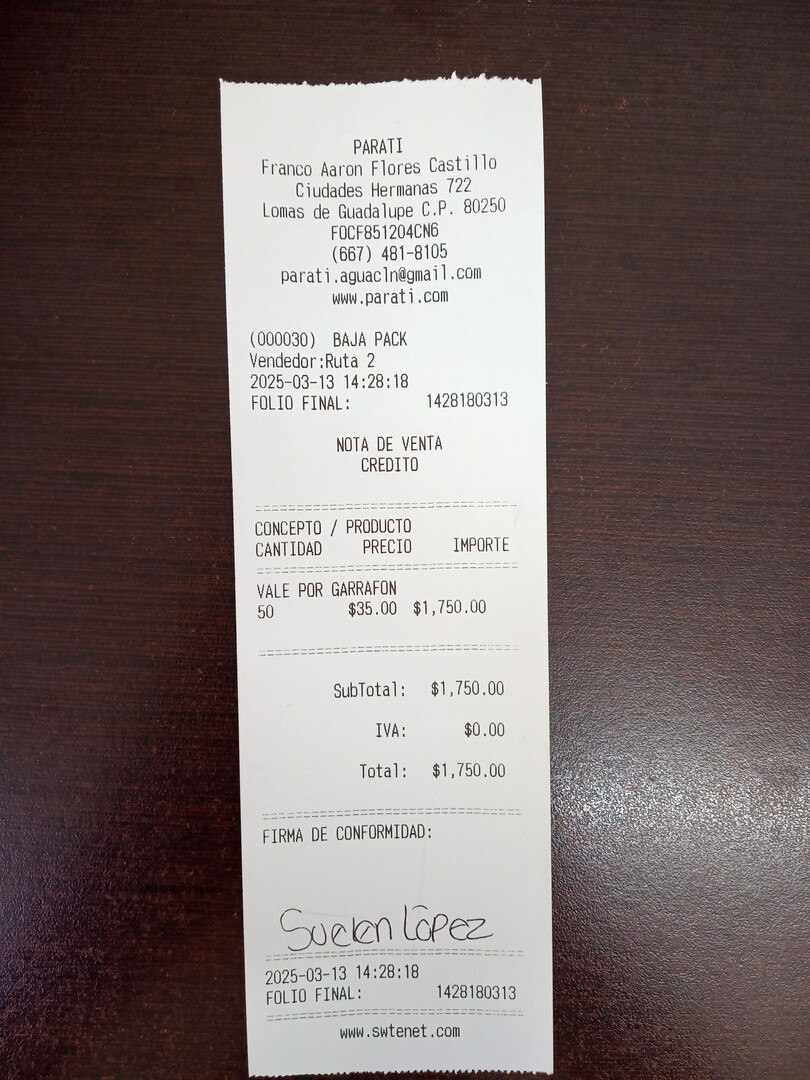 PARATI
Franco Aaron Flores Castillo
Ciudades Hermanas 722
Lomas de Guadalupe C.P. 80250
FOCF851204CN6
(667) 481-8105
parati.aguacln@gmail.com
www.parati.com
(000030) BAJA PACK
Vendedor:Ruta 2
2025-03-13 14:28:18
FOLIO FINAL: 1428180313
NOTA DE VENTA
CREDITO
CONCEPTO / PRODUCTO
CANTIDAD PRECIO IMPORTE
VALE POR GARRAFON
50 $35.00 $1,750.00
SubTotal: $1,750.00
IVA: $0.00
Total: $1,750.00
FIRMA DE CONFORMIDAD:
Suelen López
2025-03-13 14:28:18
FOLIO FINAL: 1428180313
www.swtenet.com